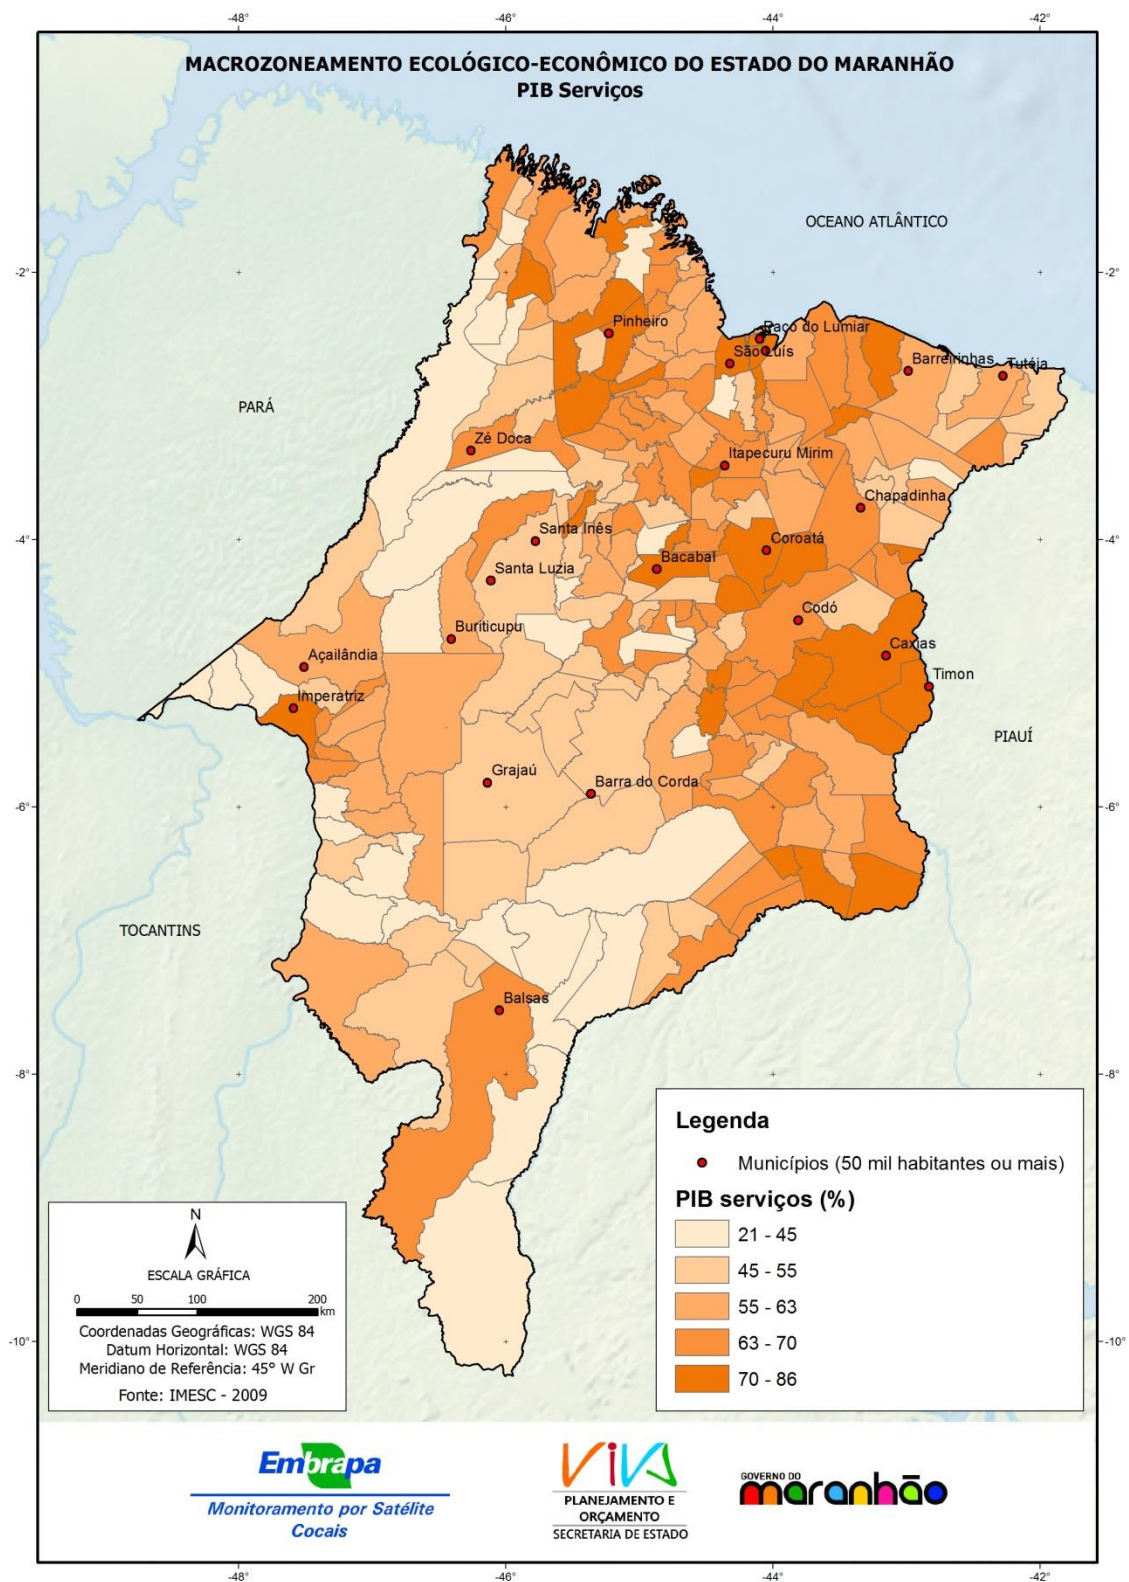 -48°
-46°
-44°
-42°
MACROZONEAMENTO ECOLÓGICO-ECONÔMICO DO ESTADO DO MARANHÃO
PIB Serviços
OCEANO ATLÂNTICO
-2°
-2°
Pinheiro
Paço do Lumiar
São Luís
Barreirinhas
Tutóia
PARÁ
Zé Doca
Itapecuru Mirim
Chapadinha
-4°
-4°
Santa Inês
Coroatá
Bacabal
Santa Luzia
Codó
Buriticupu
Caxias
Açailândia
Timon
Imperatriz
PIAUÍ
Grajaú
Barra do Corda
-6°
-6°
TOCANTINS
Balsas
-8°
-8°
Legenda
Municípios (50 mil habitantes ou mais)
PIB serviços (%)
21 - 45
45 - 55
55 - 63
63 - 70
70 - 86
N
ESCALA GRÁFICA
0 50 100 200
km
Coordenadas Geográficas: WGS 84
Datum Horizontal: WGS 84
Meridiano de Referência: 45° W Gr
Fonte: IMESC - 2009
-10°
-10°
Embrapa
Monitoramento por Satélite
Cocais
VIVA
PLANEJAMENTO E
ORÇAMENTO
SECRETARIA DE ESTADO
GOVERNO DO
maranhão
-48°
-46°
-44°
-42°